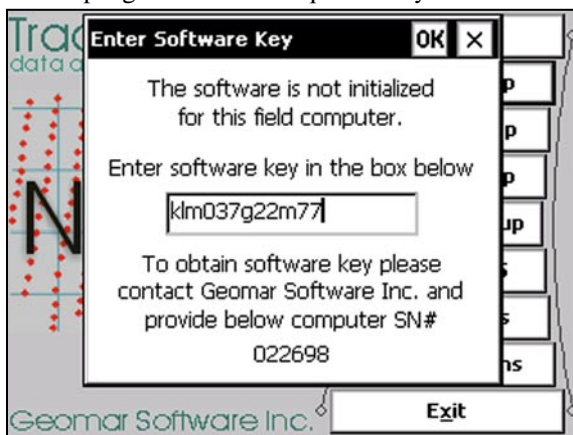 Enter Software Key OK ×
data a
The software is not initialized
for this field computer.
Enter software key in the box below
klm037g22m77
To obtain software key please
contact Geomar Software Inc. and
provide below computer SN#
022698
p
p
p
up
s
ns
Exit
Geomar Software Inc.